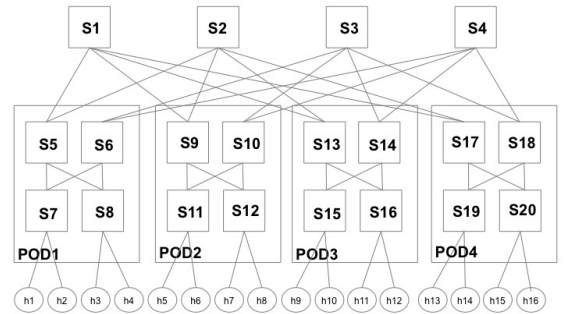 S1 S2 S3 S4
S5 S6 S9 S10 S13 S14 S17 S18
S7 S8 S11 S12 S15 S16 S19 S20
POD1 POD2 POD3 POD4
h1 h2 h3 h4 h5 h6 h7 h8 h9 h10 h11 h12 h13 h14 h15 h16